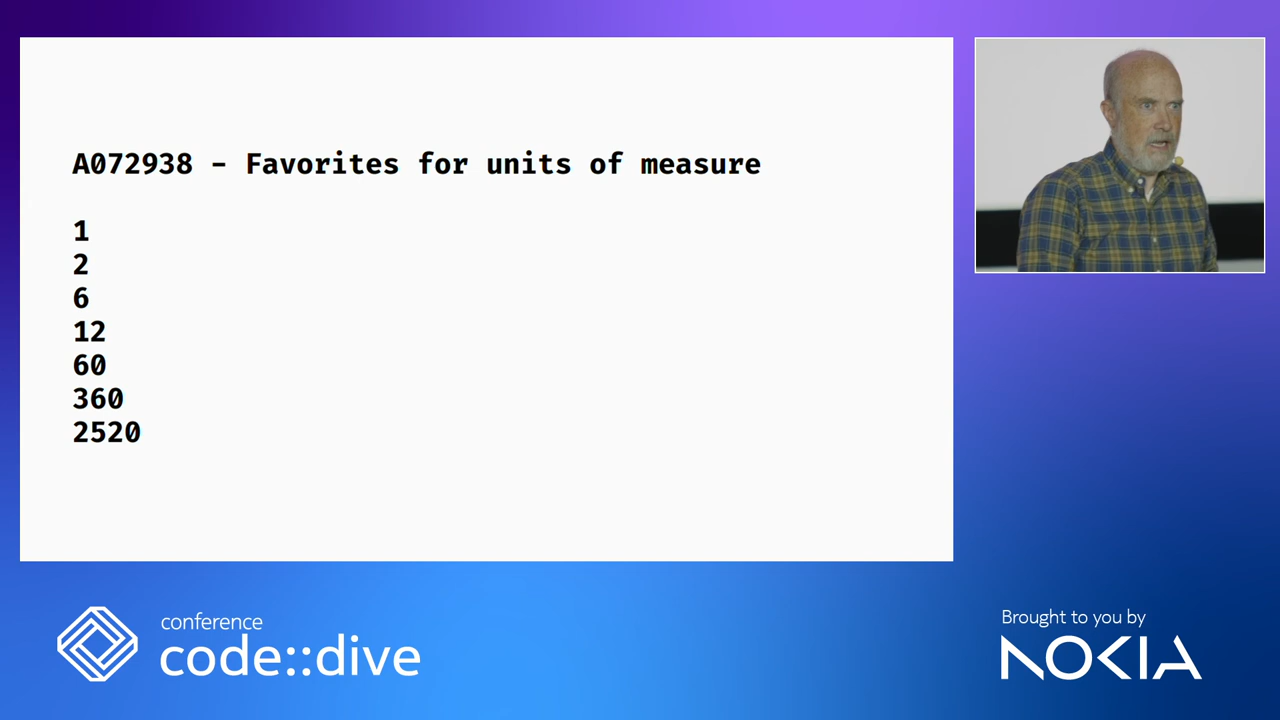 A072938 - Favorites for units of measure
1
2
6
12
60
360
2520
conference
code::dive
Brought to you by
NOKIA